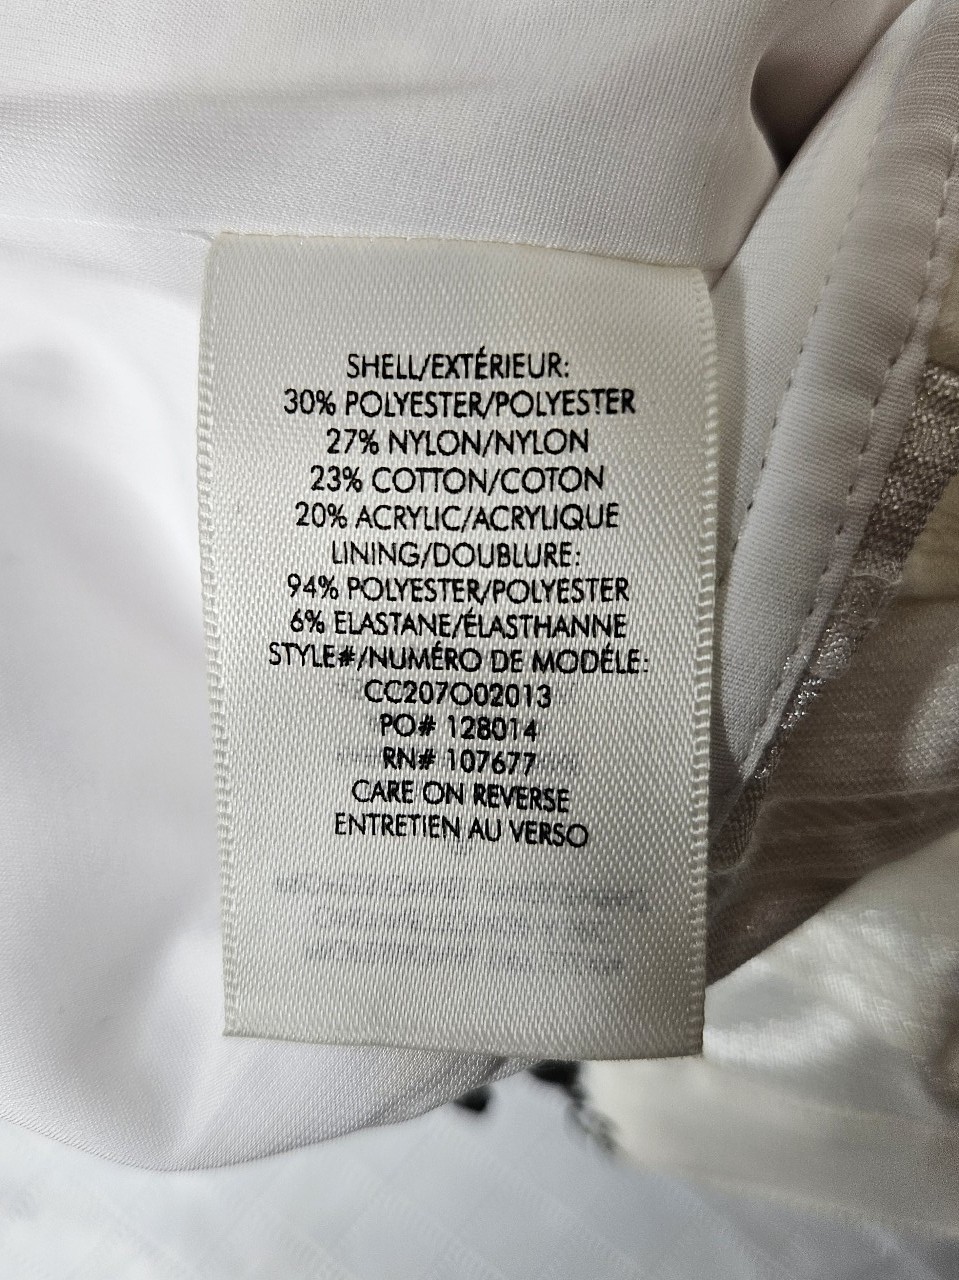 SHELL/EXTÉRIEUR:
30% POLYESTER/POLYESTER
27% NYLON/NYLON
23% COTTON/COTON
20% ACRYLIC/ACRYLIQUE
LINING/DOUBLURE:
94% POLYESTER/POLYESTER
6% ELASTANE/ÉLASTHANNE
STYLE#/NUMÉRO DE MODÉLE:
CC207O02013
PO# 128014
RN# 107677
CARE ON REVERSE
ENTRETIEN AU VERSO